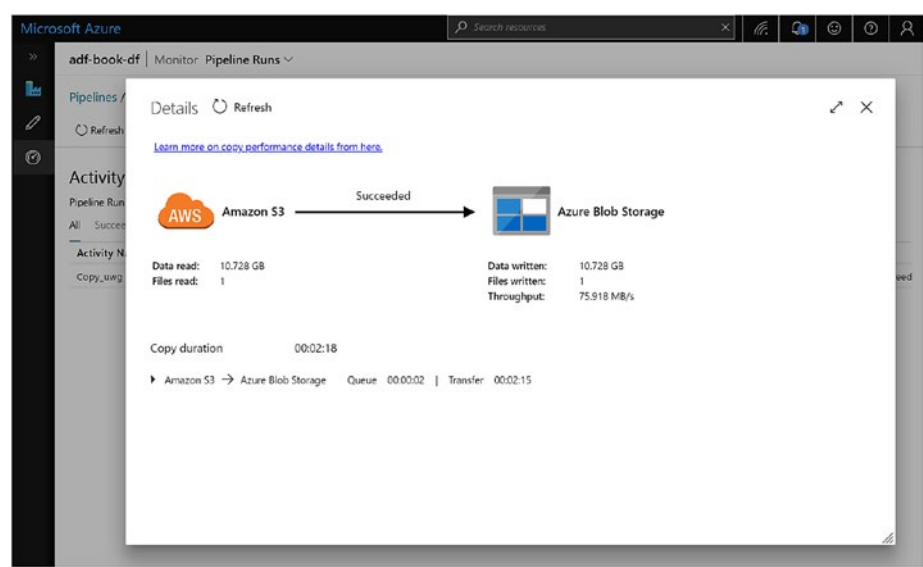 Microsoft Azure
Search resources
adf-book-df | Monitor Pipeline Runs
Pipelines /
Refresh
Details Refresh
Learn more on copy performance details from here.
Activity
Pipeline Run
All Succee
Activity N
Copy_uwg
eed
AWS Amazon S3 Succeeded Azure Blob Storage
Data read: 10.728 GB Data written: 10.728 GB
Files read: 1 Files written: 1
Throughput: 75.918 MB/s
Copy duration 00:02:18
Amazon S3 → Azure Blob Storage Queue 00:00:02 | Transfer 00:02:15